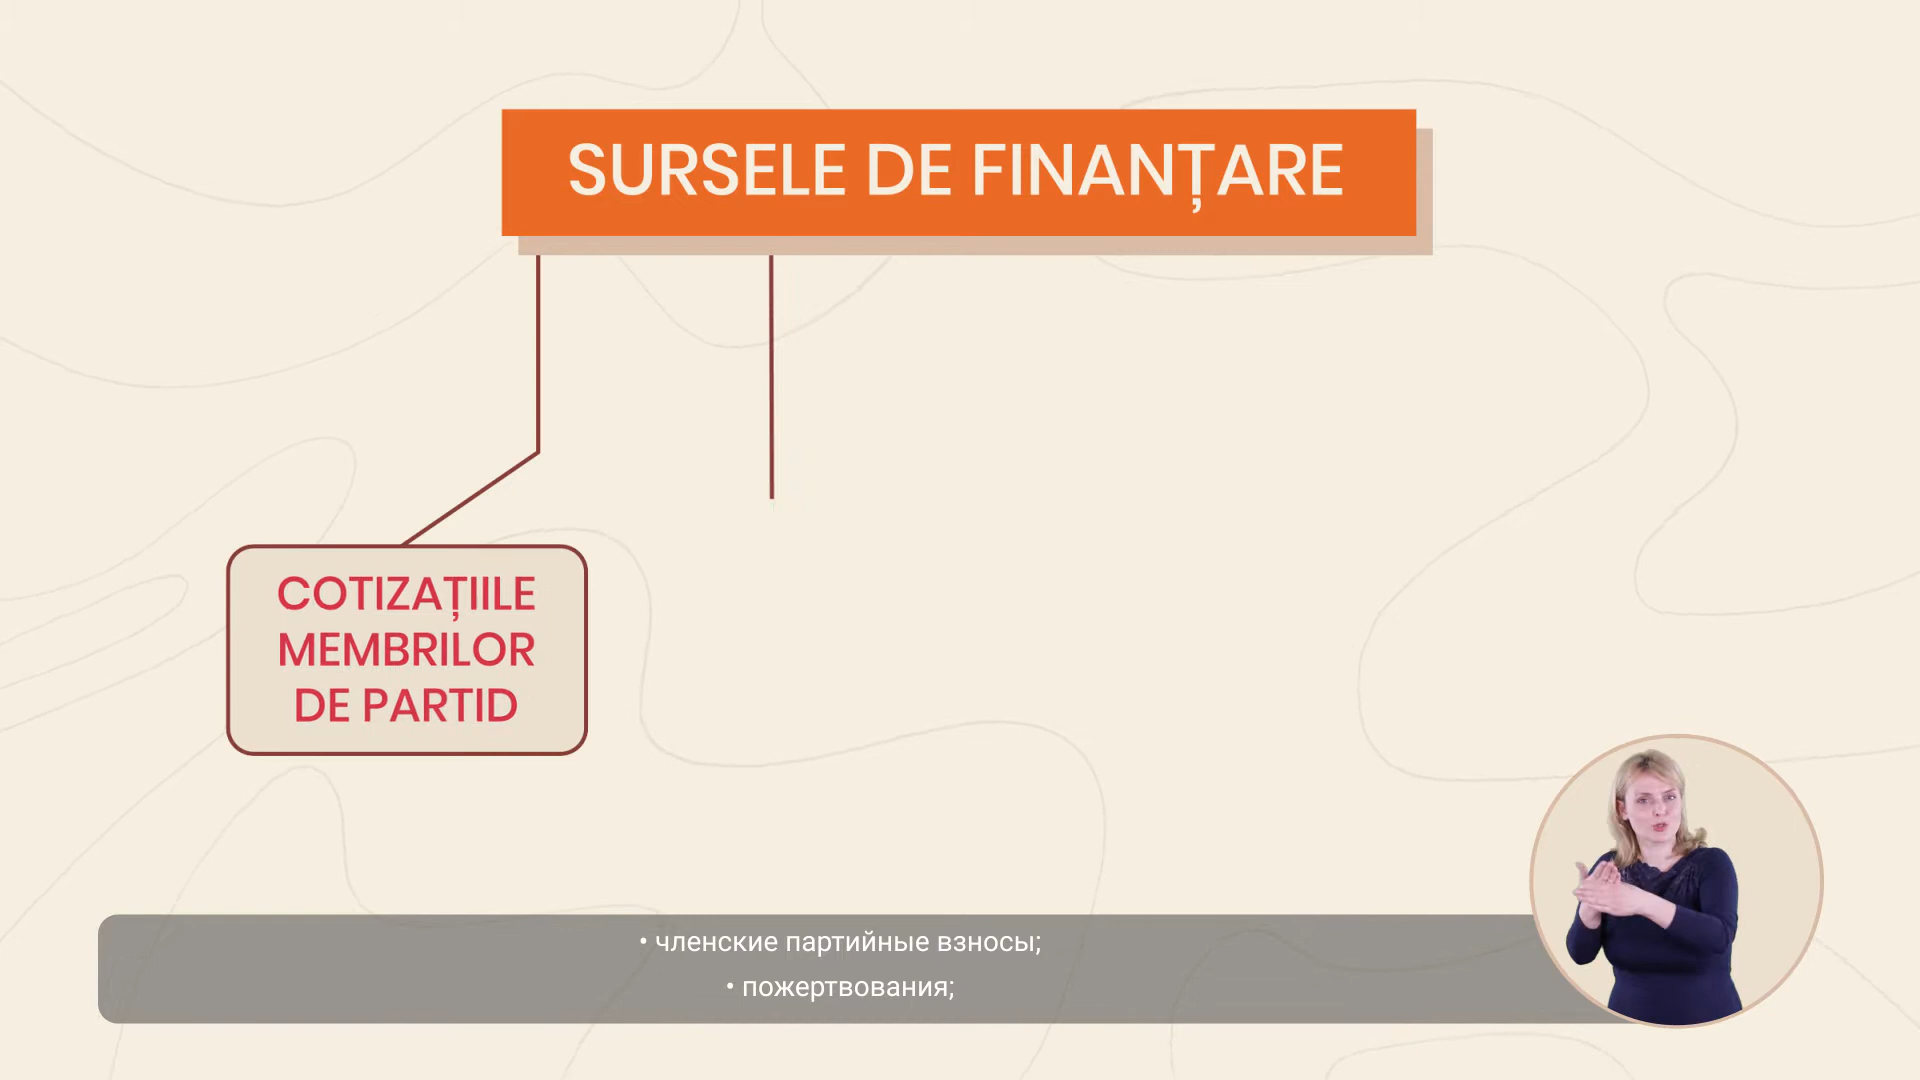 SURSELE DE FINANȚARE
COTIZAȚIILE
MEMBRILOR
DE PARTID
• членские партийные взносы;
• пожертвования;